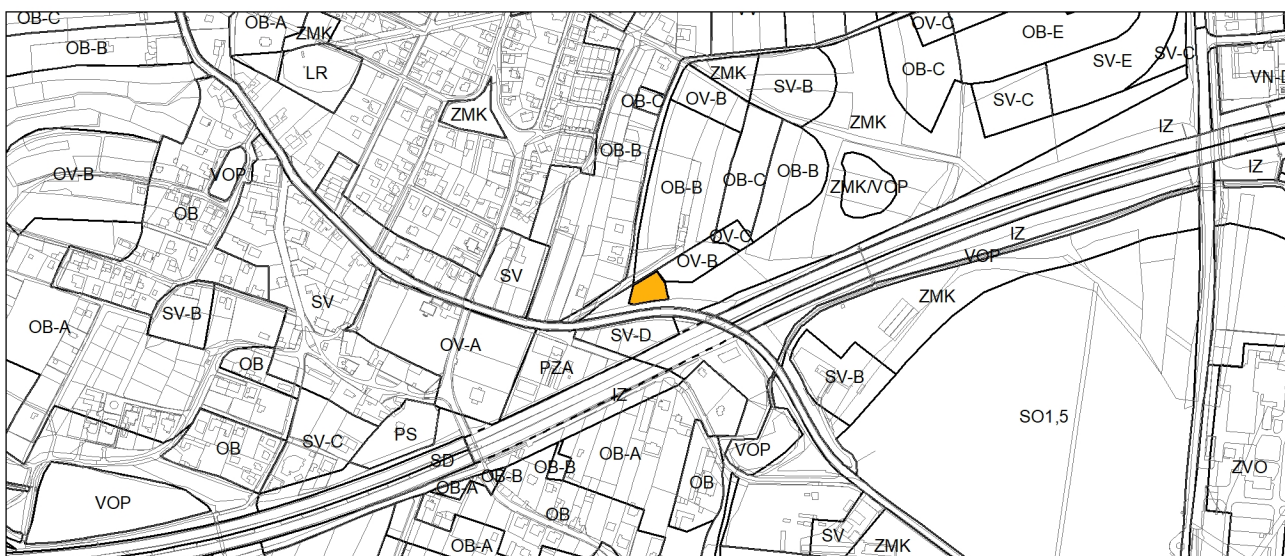 OB-C
OB-A
OV-C
OB-E
OB-B
ZMK
SV-E
SV-C
LR
ZMK
SV-B
OB-C
VN-D
OB-C
OV-B
SV-C
ZMK
ZMK
IZ
OB-B
OV-B
VOP
OB-B
OB-C
OB-B
ZMK/VOP
IZ
OB
OV-C
IZ
SV
SV
OV-B
VOP
ZMK
SV-B
SV-D
OB-A
OV-A
OB
PZA
SV-B
IZ
SO1,5
PS
OB
SV-C
VOP
SD
OB-B
OB-A
OB-B
OB
ZVO
OB-A
VOP
OB
OB-A
SV
ZMK